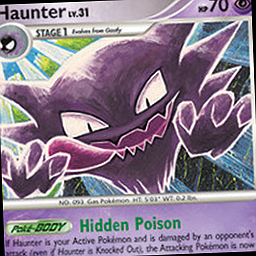 Haunter LV.31 HP 70
STAGE 1 Evolves from Gastly
NO. 093 Gas Pokémon HT. 5'03" WT. 0.2 lbs.
Poké-BODY Hidden Poison
If Haunter is your Active Pokémon and is damaged by an opponent's
attack (even if Haunter is Knocked Out), the Attacking Pokémon is now